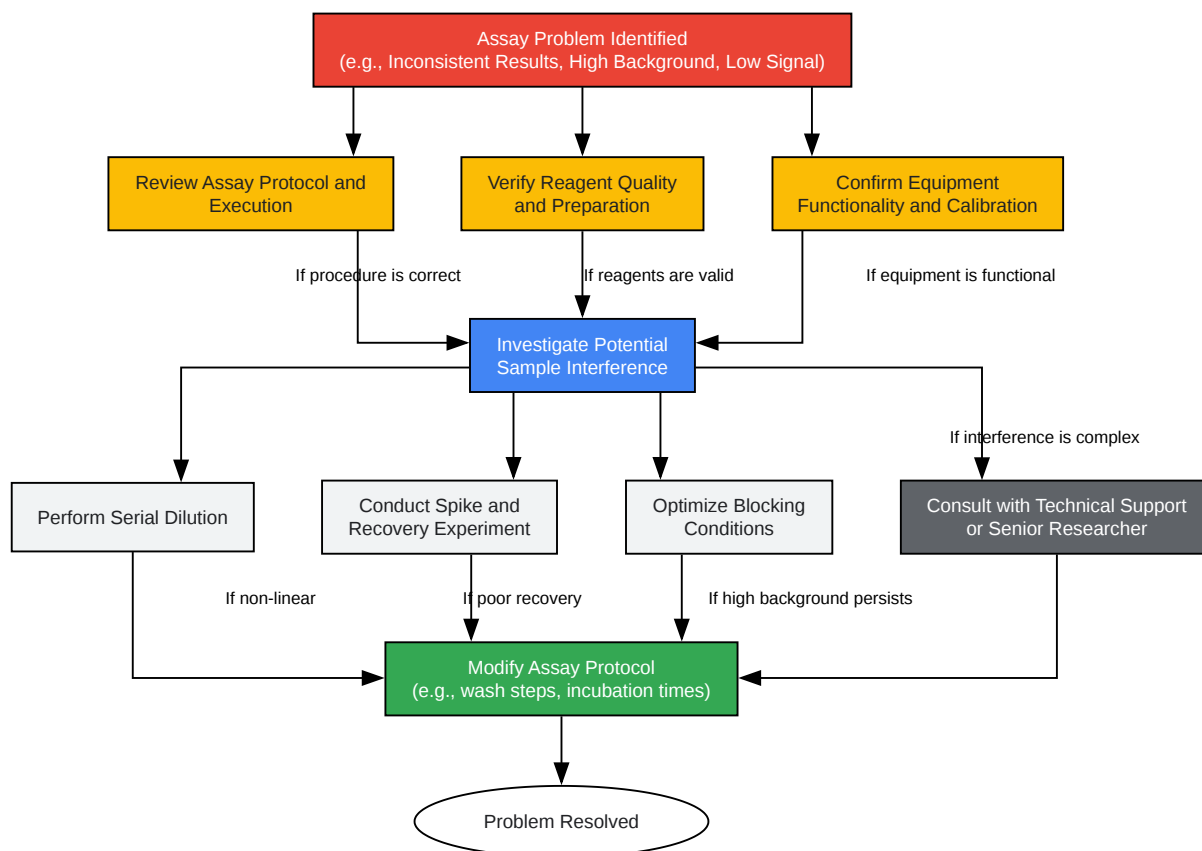 Assay Problem Identified
(e.g., Inconsistent Results, High Background, Low Signal)
Review Assay Protocol and
Execution
Verify Reagent Quality
and Preparation
Confirm Equipment
Functionality and Calibration
If procedure is correct
If reagents are valid
If equipment is functional
Investigate Potential
Sample Interference
If interference is complex
Perform Serial Dilution
Conduct Spike and
Recovery Experiment
Optimize Blocking
Conditions
Consult with Technical Support
or Senior Researcher
If non-linear
If poor recovery
If high background persists
Modify Assay Protocol
(e.g., wash steps, incubation times)
Problem Resolved